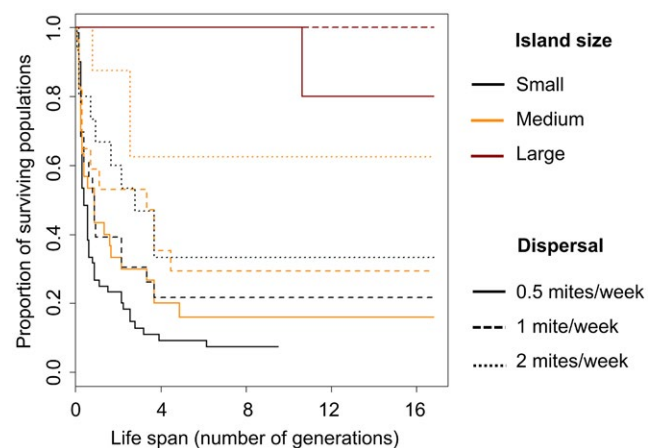 Proportion of surviving populations
1.0
0.8
0.6
0.4
0.2
0.0
0 4 8 12 16
Life span (number of generations)
Island size
Small
Medium
Large
Dispersal
0.5 mites/week
1 mite/week
2 mites/week